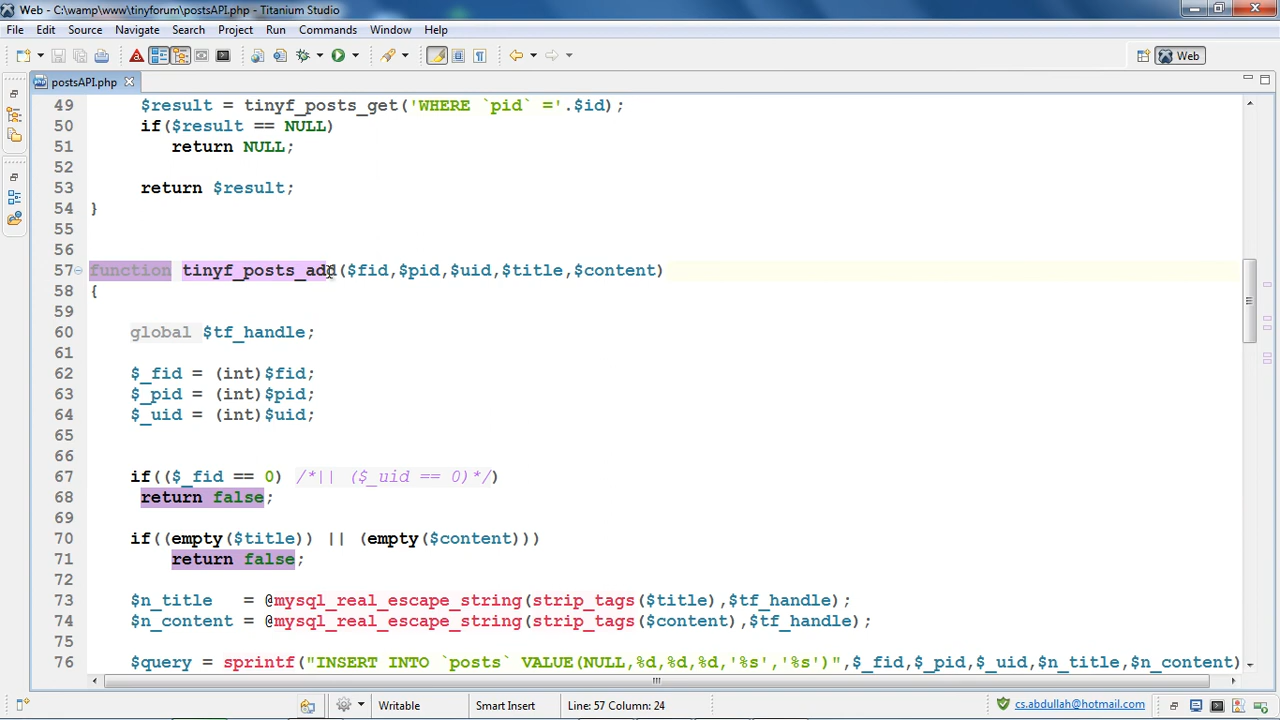 Web - C:\wamp\www\tinyforum\postsAPI.php - Titanium Studio
File Edit Source Navigate Search Project Run Commands Window Help
Web
postsAPI.php
49 $result = tinyf_posts_get('WHERE `pid` ='.$id);
50 if($result == NULL)
51 return NULL;
52
53 return $result;
54 }
55
56
57 function tinyf_posts_add($fid,$pid,$uid,$title,$content)
58 {
59
60 global $tf_handle;
61
62 $_fid = (int)$fid;
63 $_pid = (int)$pid;
64 $_uid = (int)$uid;
65
66
67 if(($_fid == 0) /*|| ($_uid == 0)*/)
68 return false;
69
70 if((empty($title)) || (empty($content)))
71 return false;
72
73 $n_title = @mysql_real_escape_string(strip_tags($title),$tf_handle);
74 $n_content = @mysql_real_escape_string(strip_tags($content),$tf_handle);
75
76 $query = sprintf("INSERT INTO `posts` VALUE(NULL,%d,%d,%d,'%s','%s')",$_fid,$_pid,$_uid,$n_title,$n_content)
Writable Smart Insert Line: 57 Column: 24 cs.abdullah@hotmail.com